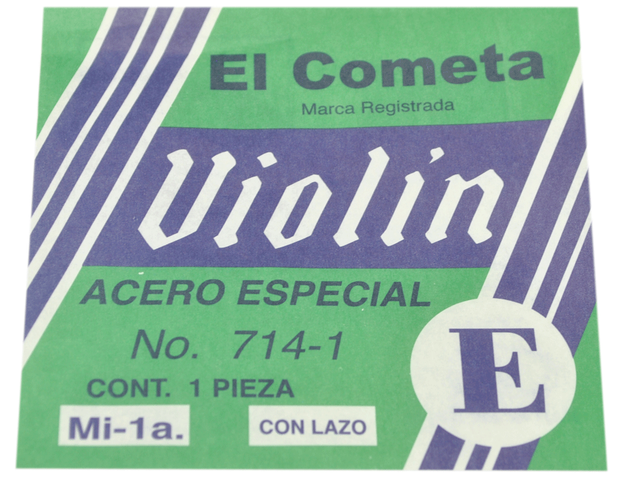 El Cometa
Marca Registrada
Violin
ACERO ESPECIAL
No. 714-1
CONT. 1 PIEZA
Mi-1a.
CON LAZO
E